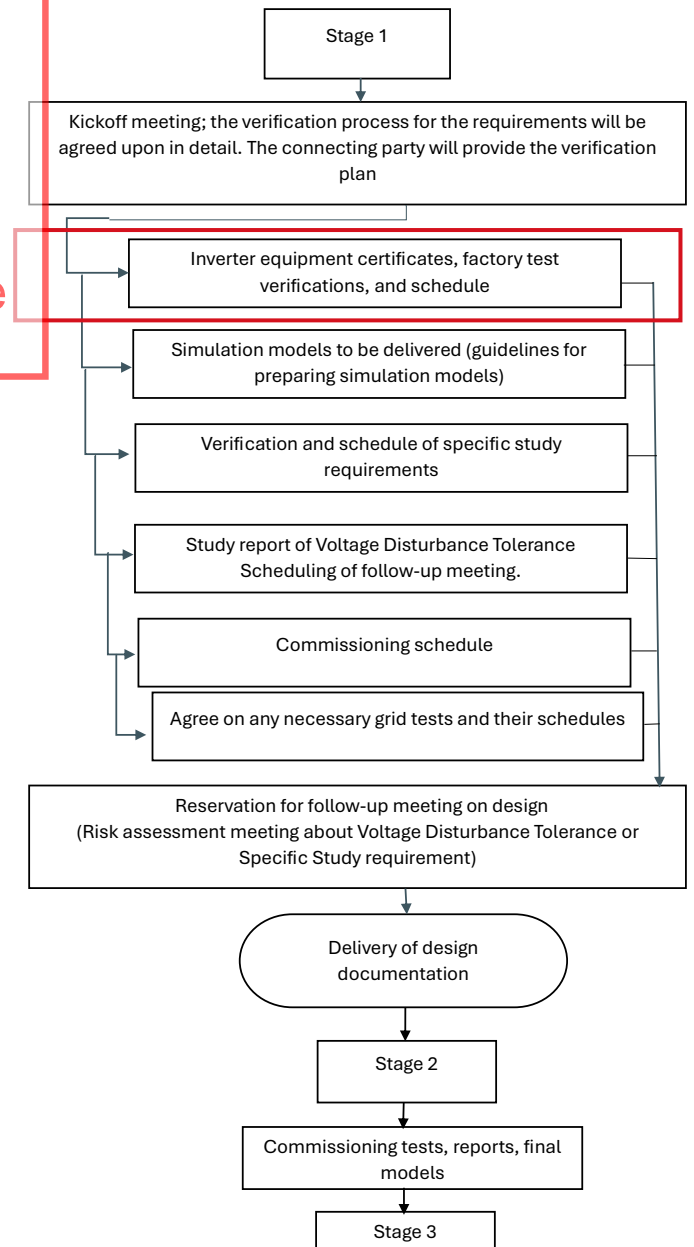 Stage 1
Kickoff meeting; the verification process for the requirements will be
agreed upon in detail. The connecting party will provide the verification
plan
Inverter equipment certificates, factory test
verifications, and schedule
e
Simulation models to be delivered (guidelines for
preparing simulation models)
Verification and schedule of specific study
requirements
Study report of Voltage Disturbance Tolerance
Scheduling of follow-up meeting.
Commissioning schedule
Agree on any necessary grid tests and their schedules
Reservation for follow-up meeting on design
(Risk assessment meeting about Voltage Disturbance Tolerance or
Specific Study requirement)
Delivery of design
documentation
Stage 2
Commissioning tests, reports, final
models
Stage 3